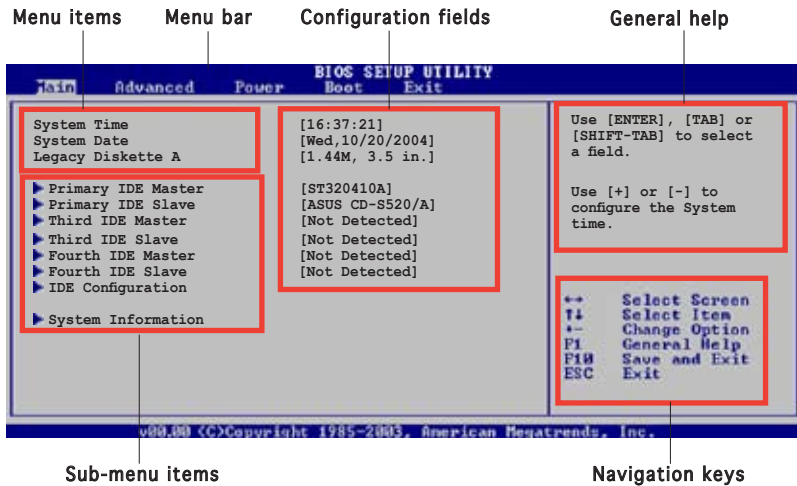 Menu items Menu bar Configuration fields General help
BIOS SETUP UTILITY
Main Advanced Power Boot Exit
System Time [16:37:21]
System Date [Wed,10/20/2004]
Legacy Diskette A [1.44M, 3.5 in.]
Primary IDE Master [ST320410A]
Primary IDE Slave [ASUS CD-S520/A]
Third IDE Master [Not Detected]
Third IDE Slave [Not Detected]
Fourth IDE Master [Not Detected]
Fourth IDE Slave [Not Detected]
IDE Configuration
System Information
Use [ENTER], [TAB] or
[SHIFT-TAB] to select
a field.
Use [+] or [-] to
configure the System
time.
↔ Select Screen
↑↓ Select Item
+- Change Option
F1 General Help
F10 Save and Exit
ESC Exit
v00.00 (C)Copyright 1985-2003, American Megatrends, Inc.
Sub-menu items Navigation keys